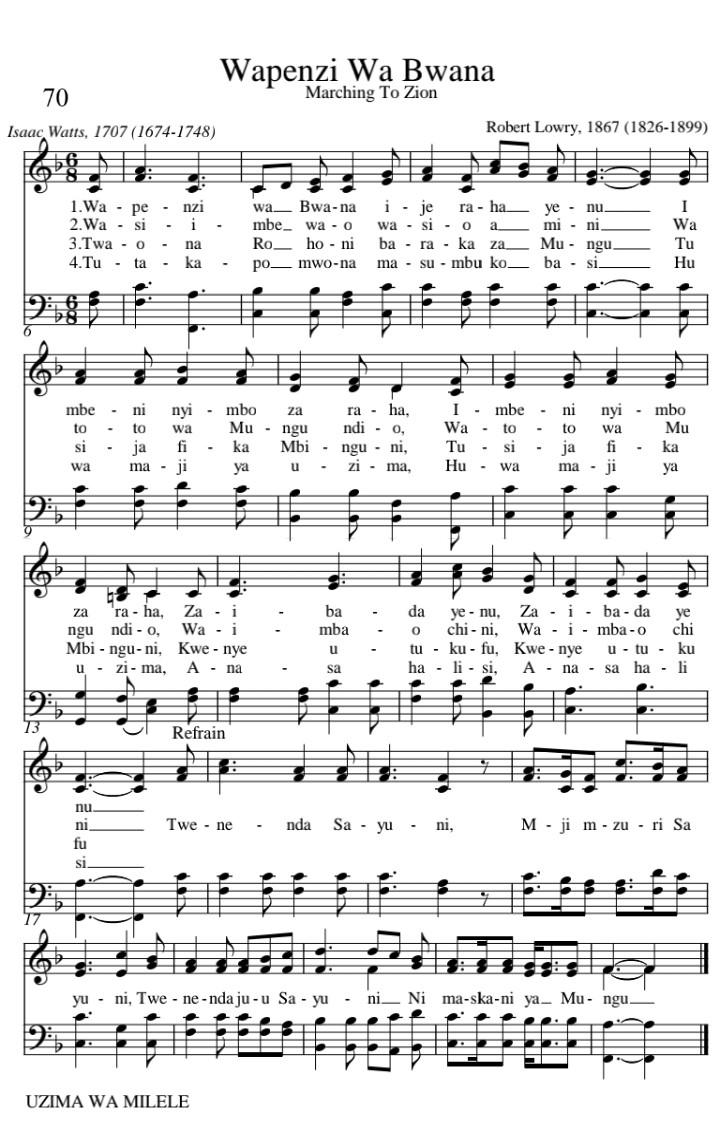 Wapenzi Wa Bwana
70
Marching To Zion
Isaac Watts, 1707 (1674-1748)
Robert Lowry, 1867 (1826-1899)
1.Wa - pe - nzi wa Bwa-na i - je ra - ha ye - nu I
2.Wa - si - i - mbe wa-o wa-si-o a - mi - ni Wa
3.Twa - o - na Ro ho-ni ba - ra - ka za Mu-ngu Tu
4.Tu - ta - ka - po mwo-na ma-su-mbu ko ba - si Hu
6
mbe - ni nyi-mbo za ra - ha, I - mbe - ni nyi - mbo
to - to wa Mu - ngu ndi - o, Wa - to - to wa Mu
si - ja fi - ka Mbi - ngu - ni, Tu - si - ja fi - ka
wa ma - ji ya u - zi - ma, Hu - wa ma - ji ya
9
za ra - ha, Za - i - ba - da ye - nu, Za - i - ba - da ye
ngu ndi - o, Wa - i - mba - o chi - ni, Wa - i - mba - o chi
Mbi - ngu - ni, Kwe - nye u - tu - ku - fu, Kwe - nye u - tu - ku
u - zi - ma, A - na - sa ha - li - si, A - na - sa ha - li
13
Refrain
nu
ni Twe - ne - nda Sa - yu - ni, M - ji m - zu - ri Sa
fu
si
17
yu - ni, Twe - ne - nda ju - u Sa - yu - ni Ni ma-ska-ni ya Mu - ngu
UZIMA WA MILELE